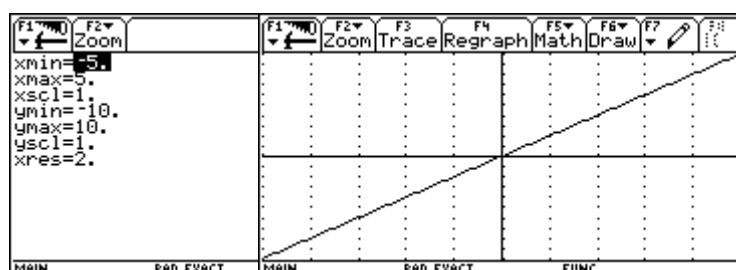 F1 F2
Zoom
xmin=-5.
xmax=5.
xscl=1.
ymin=-10.
ymax=10.
yscl=1.
xres=2.
MAIN RAD EXACT
F1 F2 F3 F4 F5 F6 F7
Zoom Trace Regraph Math Draw
MAIN RAD EXACT FUNC